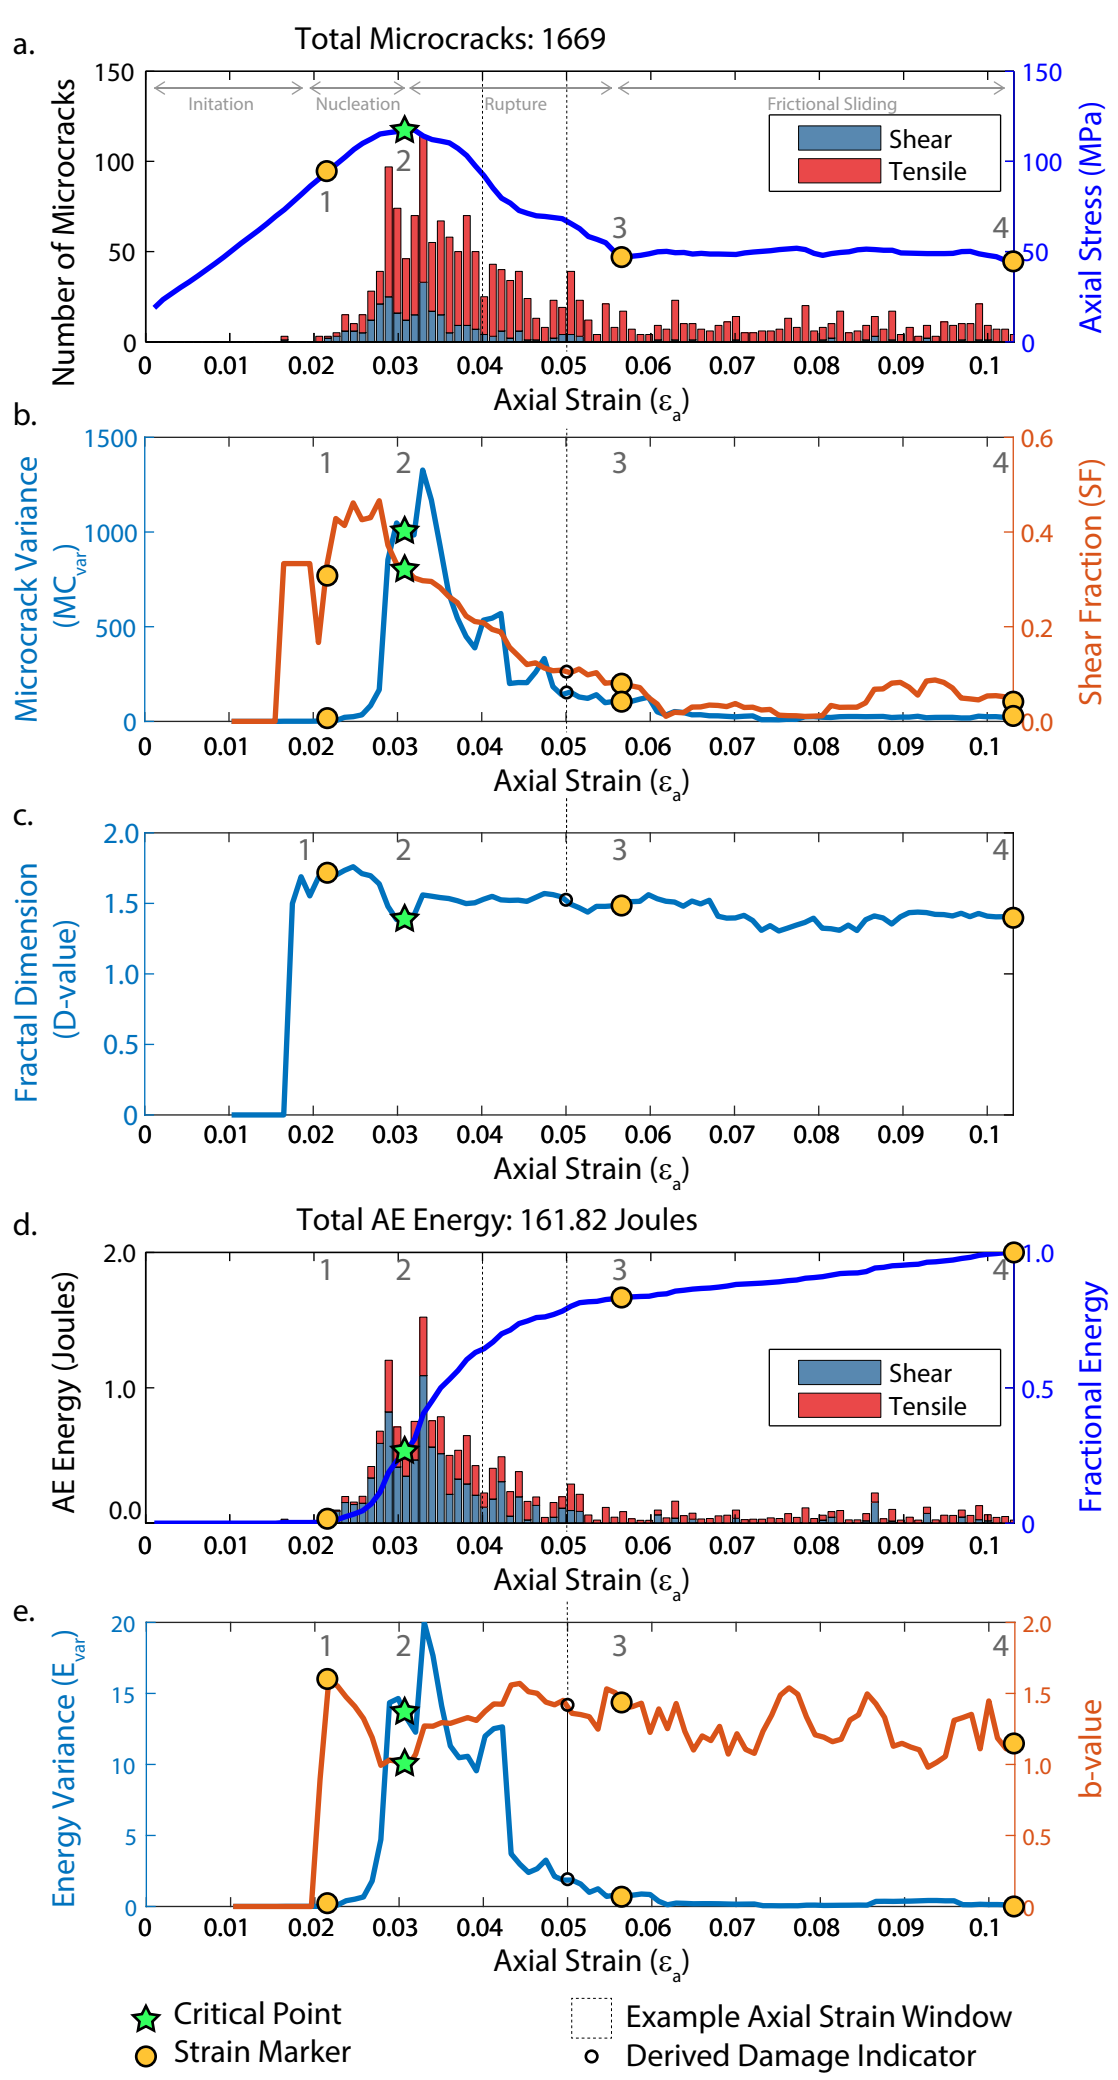 a.
Total Microcracks: 1669
Number of Microcracks
150
100
50
0
Initation
Nucleation
Rupture
Frictional Sliding
Shear
Tensile
1
2
3
4
150
100
50
0
Axial Stress (MPa)
0 0.01 0.02 0.03 0.04 0.05 0.06 0.07 0.08 0.09 0.1
Axial Strain (εa)
b.
Microcrack Variance
(MCvar)
1500
1000
500
0
1 2 3 4
0.6
0.4
0.2
0.0
Shear Fraction (SF)
0 0.01 0.02 0.03 0.04 0.05 0.06 0.07 0.08 0.09 0.1
Axial Strain (εa)
c.
Fractal Dimension
(D-value)
2.0
1.5
1.0
0.5
0
1 2 3 4
0 0.01 0.02 0.03 0.04 0.05 0.06 0.07 0.08 0.09 0.1
Axial Strain (εa)
d.
Total AE Energy: 161.82 Joules
AE Energy (Joules)
2.0
1.0
0.0
1 2 3 4
Shear
Tensile
1.0
0.5
0
Fractional Energy
0 0.01 0.02 0.03 0.04 0.05 0.06 0.07 0.08 0.09 0.1
Axial Strain (εa)
e.
Energy Variance (Evar)
20
15
10
5
0
1 2 3 4
2.0
1.5
1.0
0.5
0
b-value
0 0.01 0.02 0.03 0.04 0.05 0.06 0.07 0.08 0.09 0.1
Axial Strain (εa)
Critical Point
Strain Marker
Example Axial Strain Window
Derived Damage Indicator